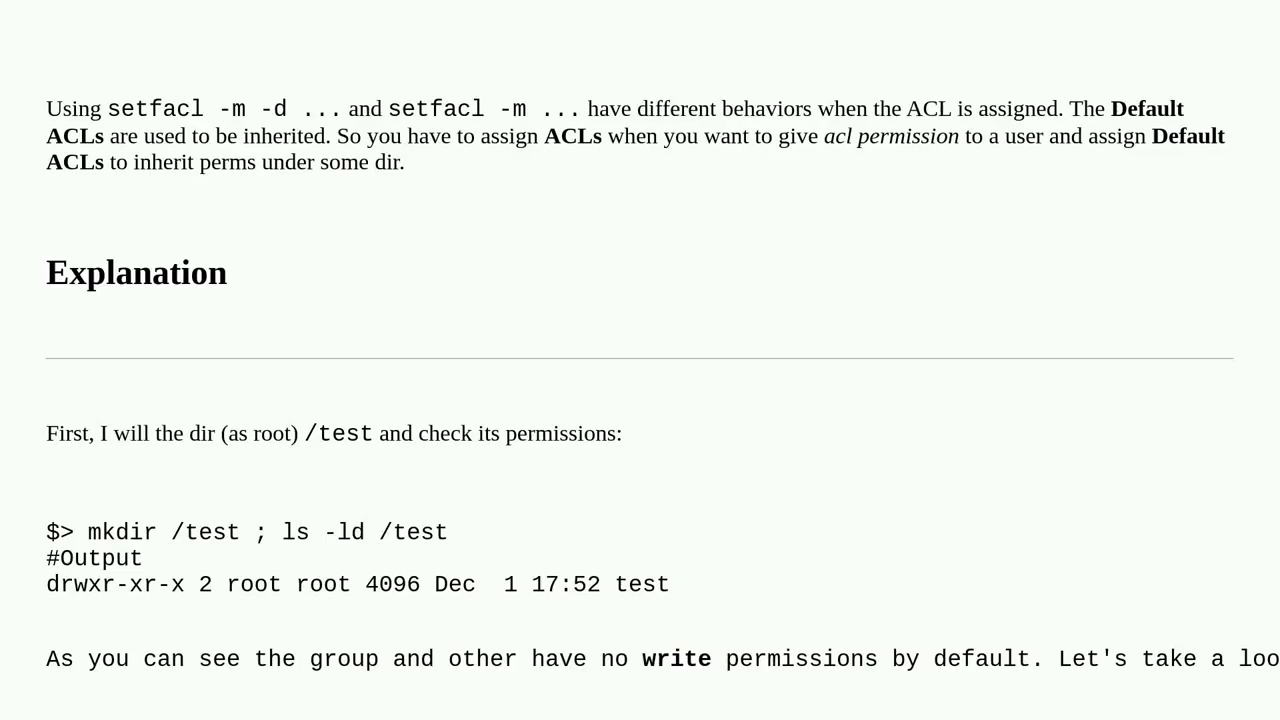 Using setfacl -m -d ... and setfacl -m ... have different behaviors when the ACL is assigned. The Default
ACLs are used to be inherited. So you have to assign ACLs when you want to give acl permission to a user and assign Default
ACLs to inherit perms under some dir.
Explanation
First, I will the dir (as root) /test and check its permissions:
$> mkdir /test ; ls -ld /test
#Output
drwxr-xr-x 2 root root 4096 Dec  1 17:52 test
As you can see the group and other have no write permissions by default. Let's take a loo